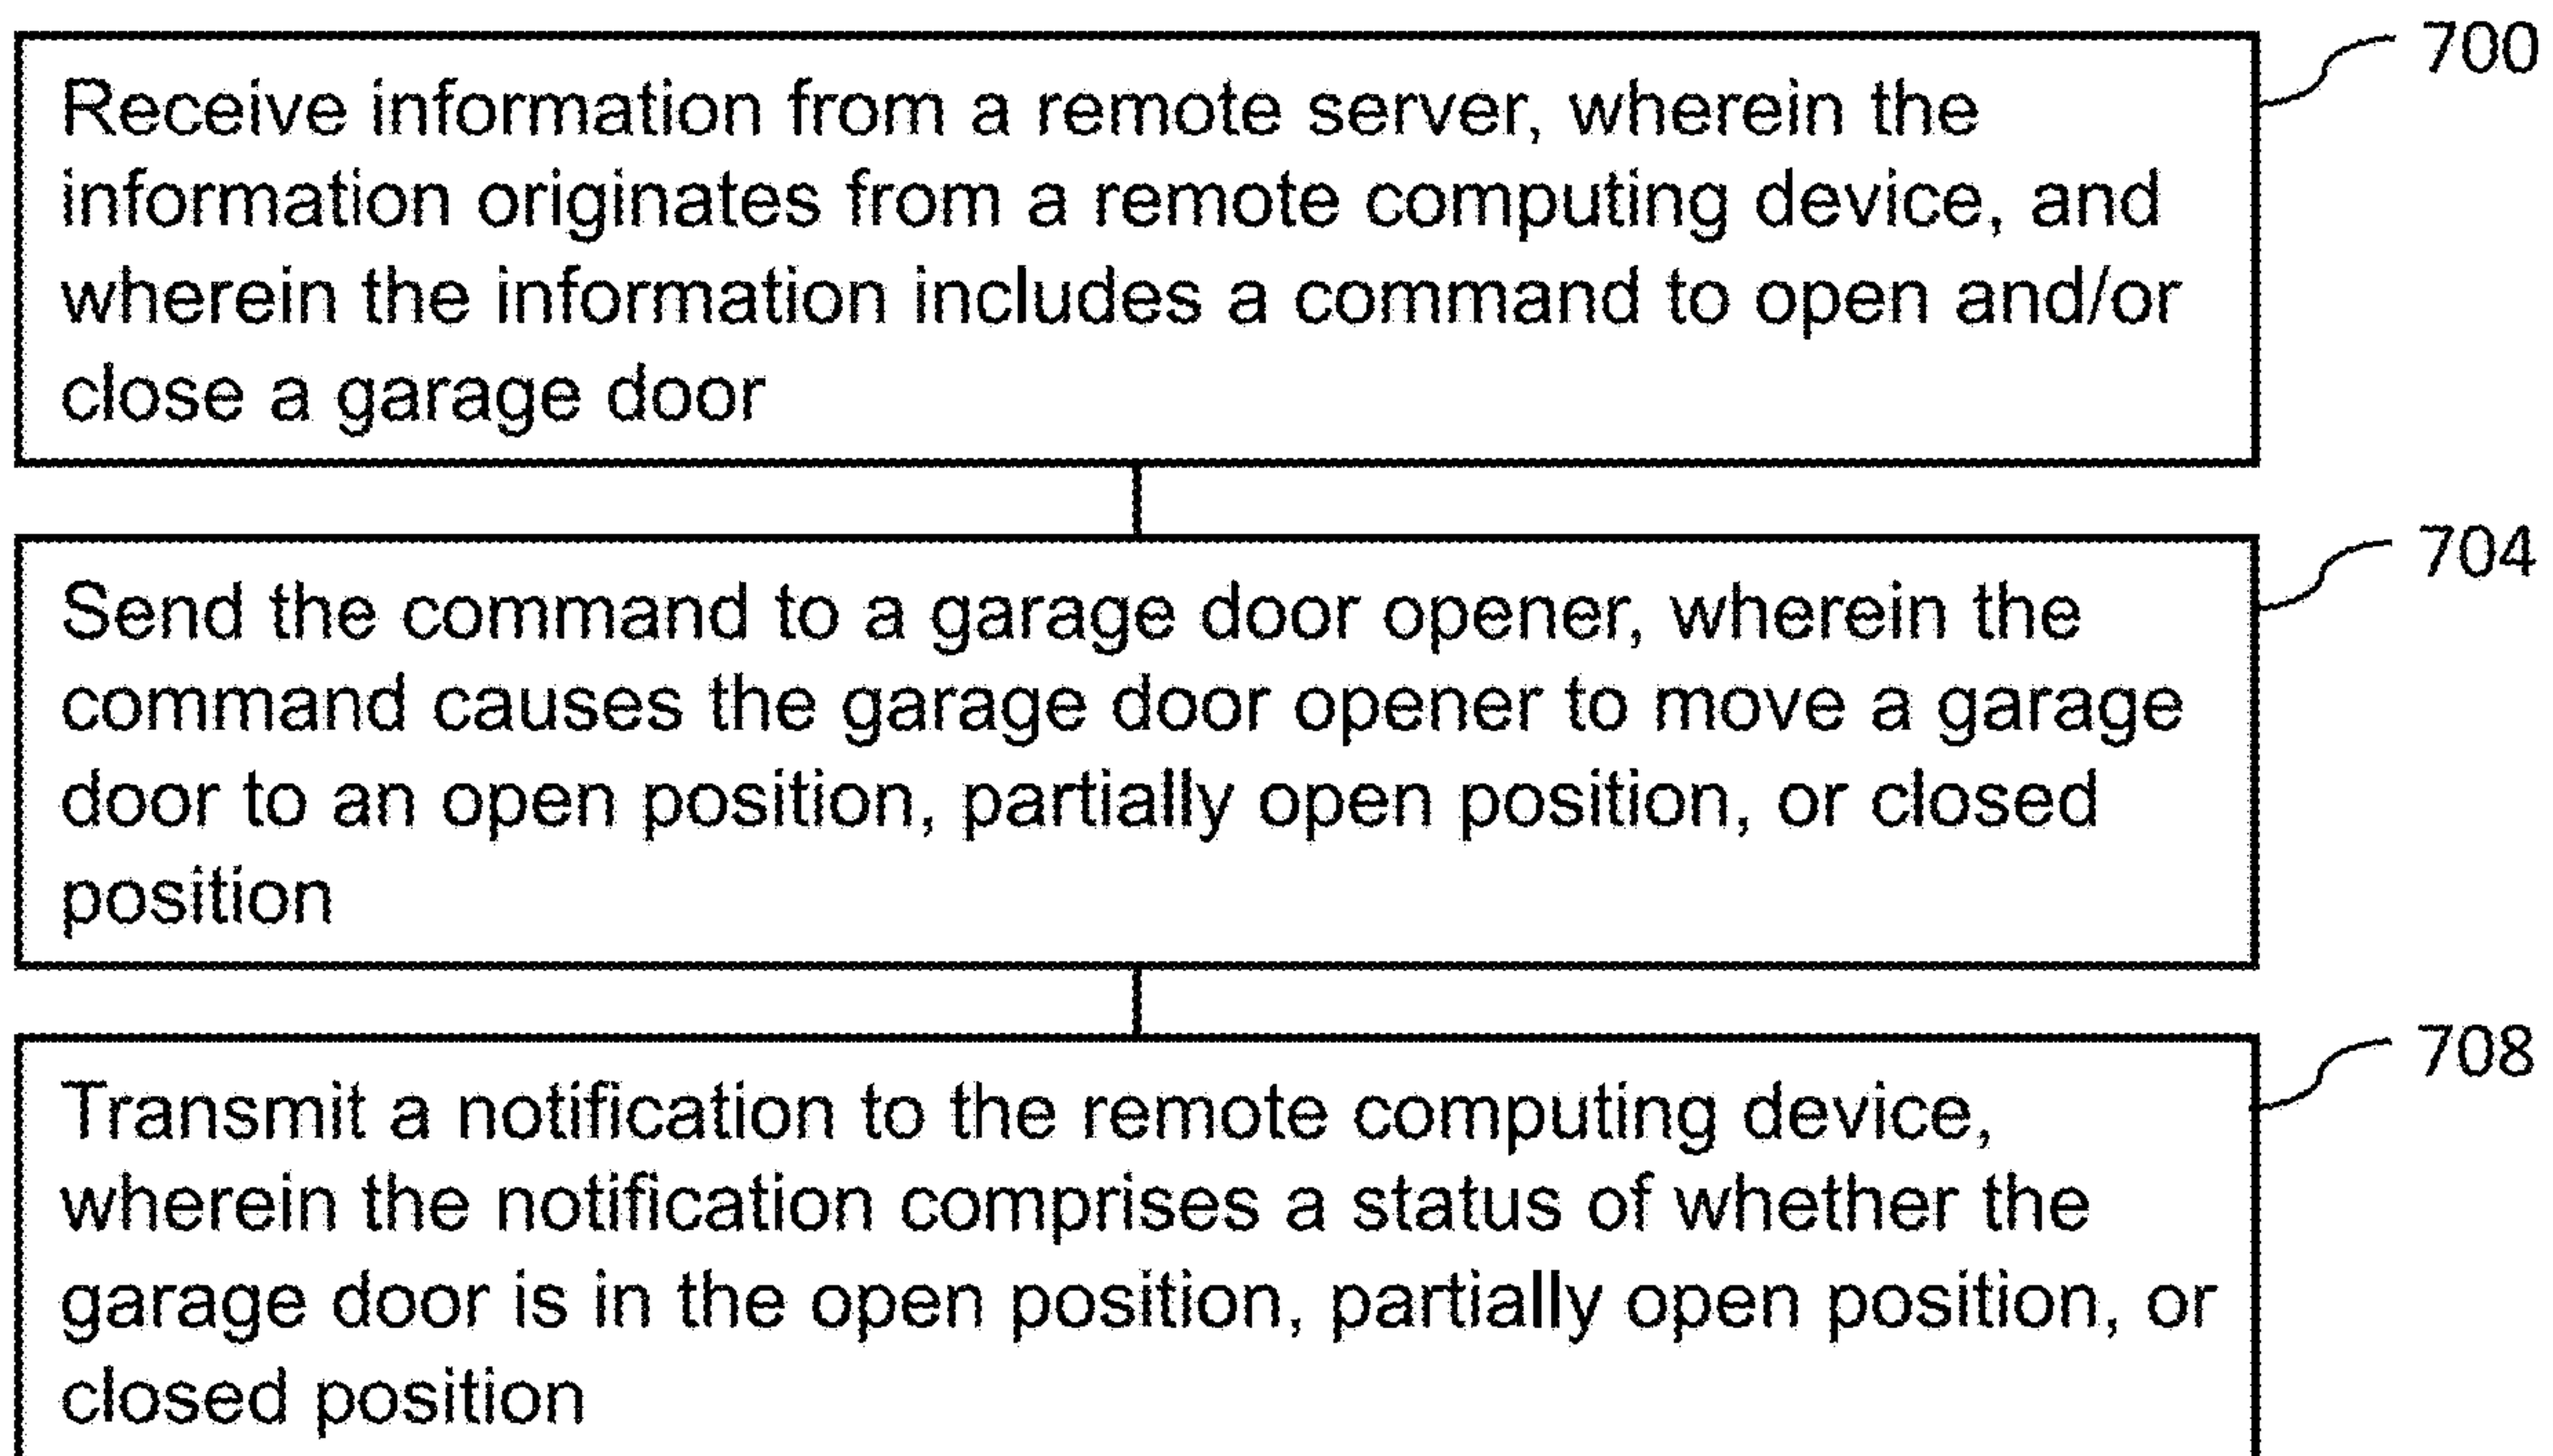 700
Receive information from a remote server, wherein the
information originates from a remote computing device, and
wherein the information includes a command to open and/or
close a garage door
704
Send the command to a garage door opener, wherein the
command causes the garage door opener to move a garage
door to an open position, partially open position, or closed
position
708
Transmit a notification to the remote computing device,
wherein the notification comprises a status of whether the
garage door is in the open position, partially open position, or
closed position